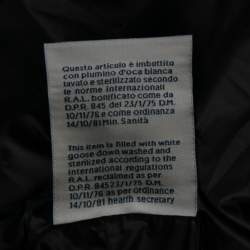 Questo articolo è imbottito
con piumino d'oca bianca
lavato e sterilizzato secondo
le norme internazionali
R.A.L. bonificato come da
D.P.R. 845 del 23/1/75 D.M.
10/11/76 e come ordinanza
14/10/81 Min. Sanità
This item is filled with white
goose down washed and
sterilized according to the
international regulations
R.A.L. reclaimed as per
D.P.R. 84523/1/75 D.M.
10/11/76 as per ordinance
14/10/81 hearth secretary